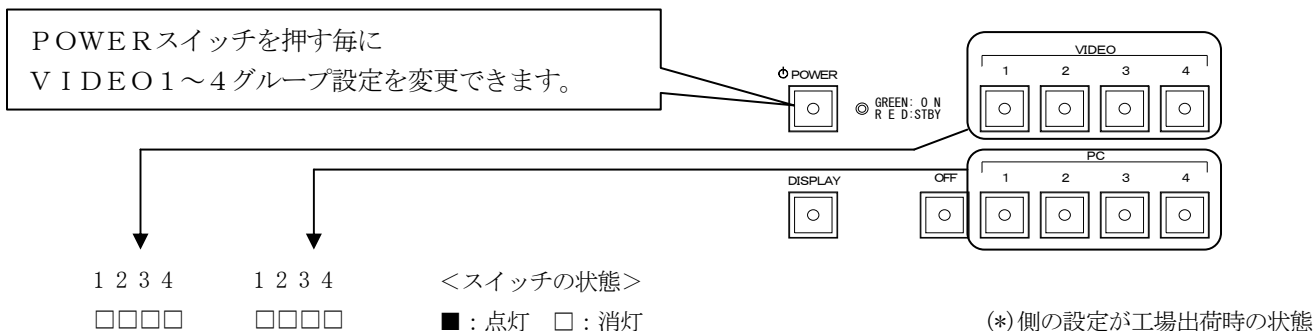 ＰＯＷＥＲスイッチを押す毎に
ＶＩＤＥＯ１～４グループ設定を変更できます。
VIDEO
1 2 3 4
POWER
GREEN: O N
R E D:STBY
PC
DISPLAY
OFF
1 2 3 4
1 2 3 4 1 2 3 4 ＜スイッチの状態＞
□□□□ □□□□ ■：点灯 □：消灯 (*)側の設定が工場出荷時の状態